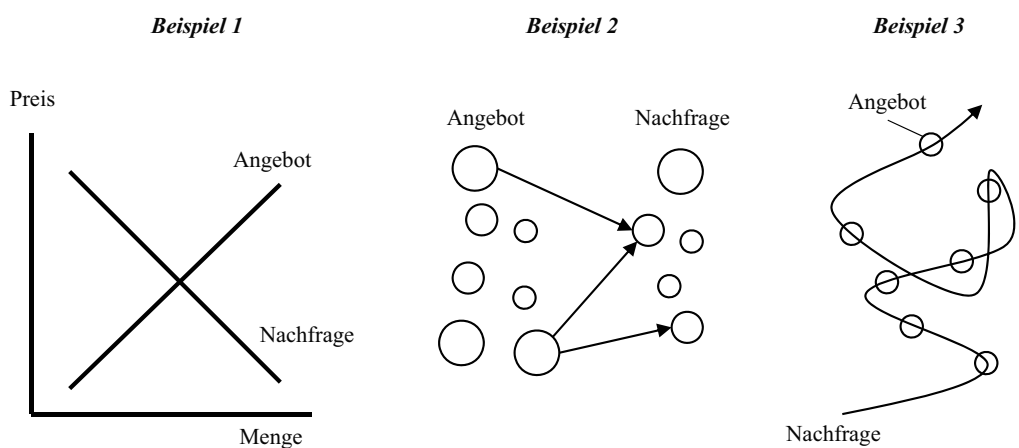 Beispiel 1
Beispiel 2
Beispiel 3
Preis
Angebot
Nachfrage
Menge
Angebot
Nachfrage
Angebot
Nachfrage